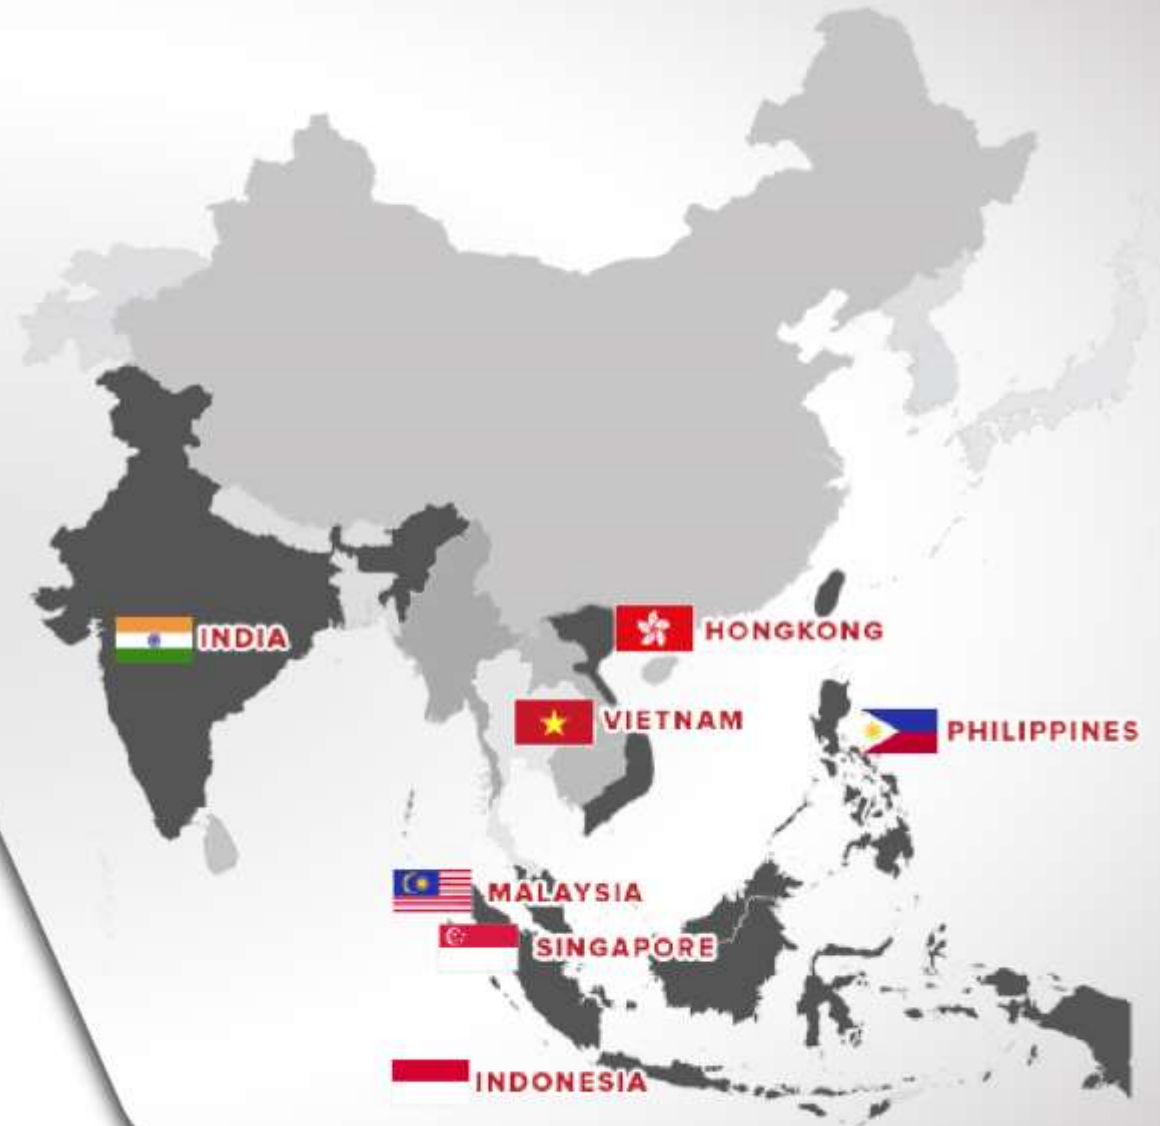 INDIA
HONGKONG
VIETNAM
PHILIPPINES
MALAYSIA
SINGAPORE
INDONESIA